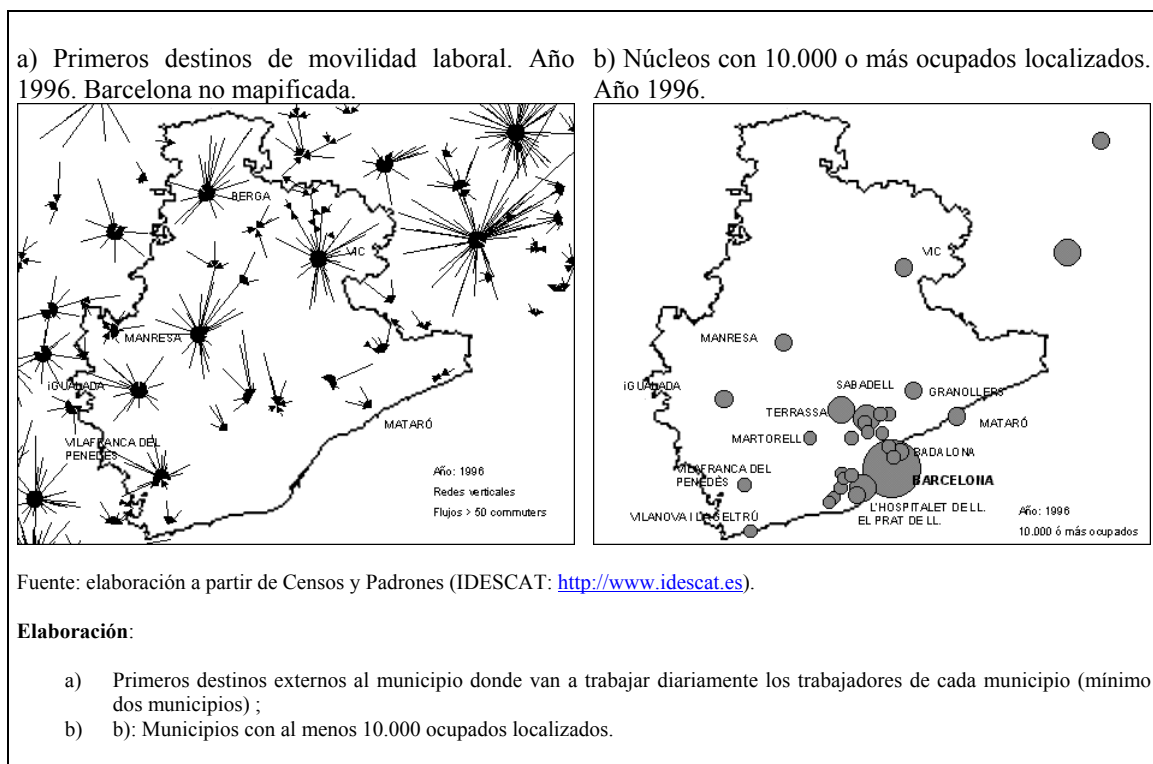 a) Primeros destinos de movilidad laboral. Año
1996. Barcelona no mapificada.
BERGA
VIC
MANRESA
iGUALADA
MATARÓ
VILAFRANCA DEL
PENEDÈS
Año: 1996
Redes verticales
Flujos > 50 commuters
b) Núcleos con 10.000 o más ocupados localizados.
Año 1996.
VIC
MANRESA
iGUALADA
SABADELL
GRANOLLERS
TERRASSA
MATARÓ
MARTORELL
BADALONA
VILAFRANCA DEL
PENEDÈS
BARCELONA
VILANOVA I LA GELTRÚ
L'HOSPITALET DE LL.
EL PRAT DE LL.
Año: 1996
10.000 ó más ocupados
Fuente: elaboración a partir de Censos y Padrones (IDESCAT: http://www.idescat.es).
Elaboración:
a) Primeros destinos externos al municipio donde van a trabajar diariamente los trabajadores de cada municipio (mínimo
dos municipios) ;
b) b): Municipios con al menos 10.000 ocupados localizados.